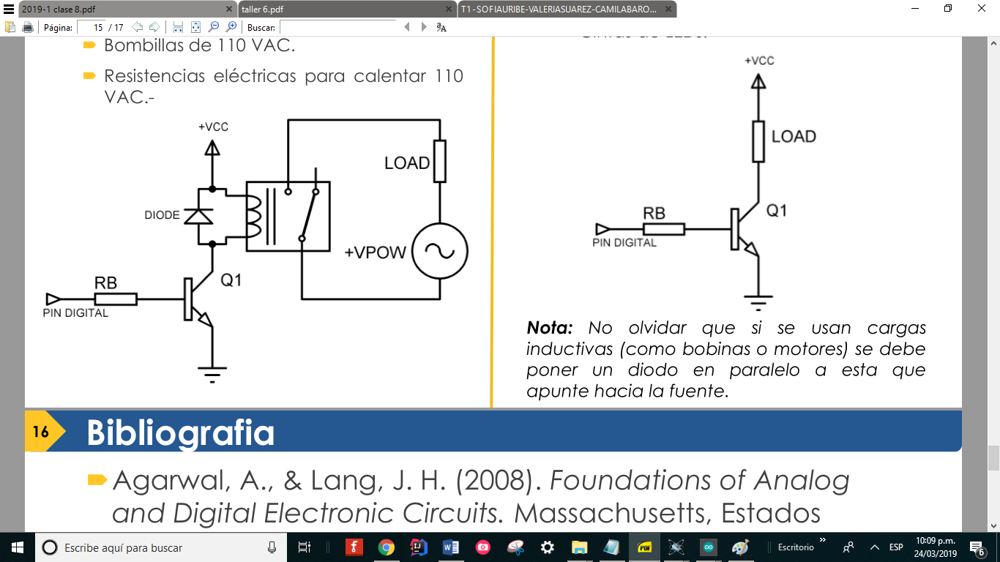 2019-1 clase 8.pdf
taller 6.pdf
T1-SOFIAURIBE-VALERIASUAREZ-CAMILABARO...
Página: 15 / 17
Buscar:
Bombillas de 110 VAC.
Resistencias eléctricas para calentar 110
VAC.-
+VCC
LOAD
DIODE
+VPOW
RB
Q1
PIN DIGITAL
+VCC
LOAD
RB
Q1
PIN DIGITAL
Nota: No olvidar que si se usan cargas
inductivas (como bobinas o motores) se debe
poner un diodo en paralelo a esta que
apunte hacia la fuente.
16
Bibliografia
Agarwal, A., & Lang, J. H. (2008). Foundations of Analog
and Digital Electronic Circuits. Massachusetts, Estados
Escribe aquí para buscar
Escritorio
ESP
10:09 p.m.
24/03/2019
6